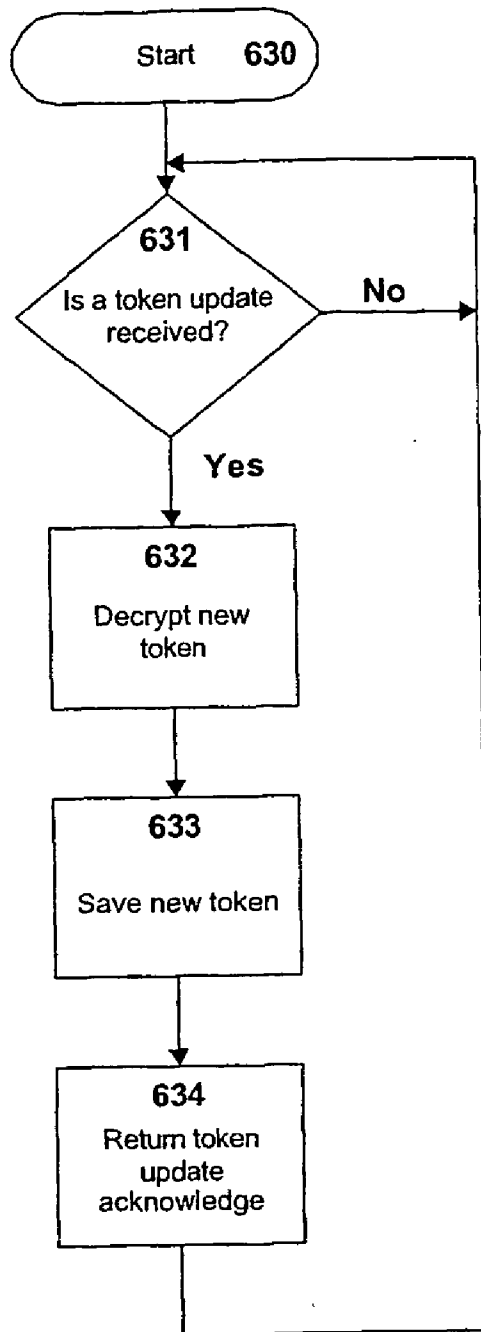 Start 630
631
Is a token update
received?
No
Yes
632
Decrypt new
token
633
Save new token
634
Return token
update
acknowledge